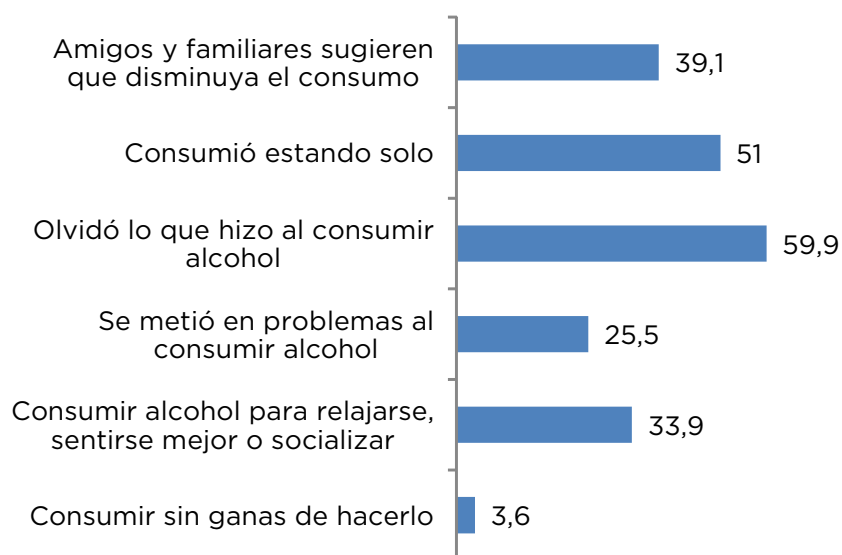 Amigos y familiares sugieren
que disminuya el consumo
39,1
Consumió estando solo
51
Olvidó lo que hizo al consumir
alcohol
59,9
Se metió en problemas al
consumir alcohol
25,5
Consumir alcohol para relajarse,
sentirse mejor o socializar
33,9
Consumir sin ganas de hacerlo
3,6